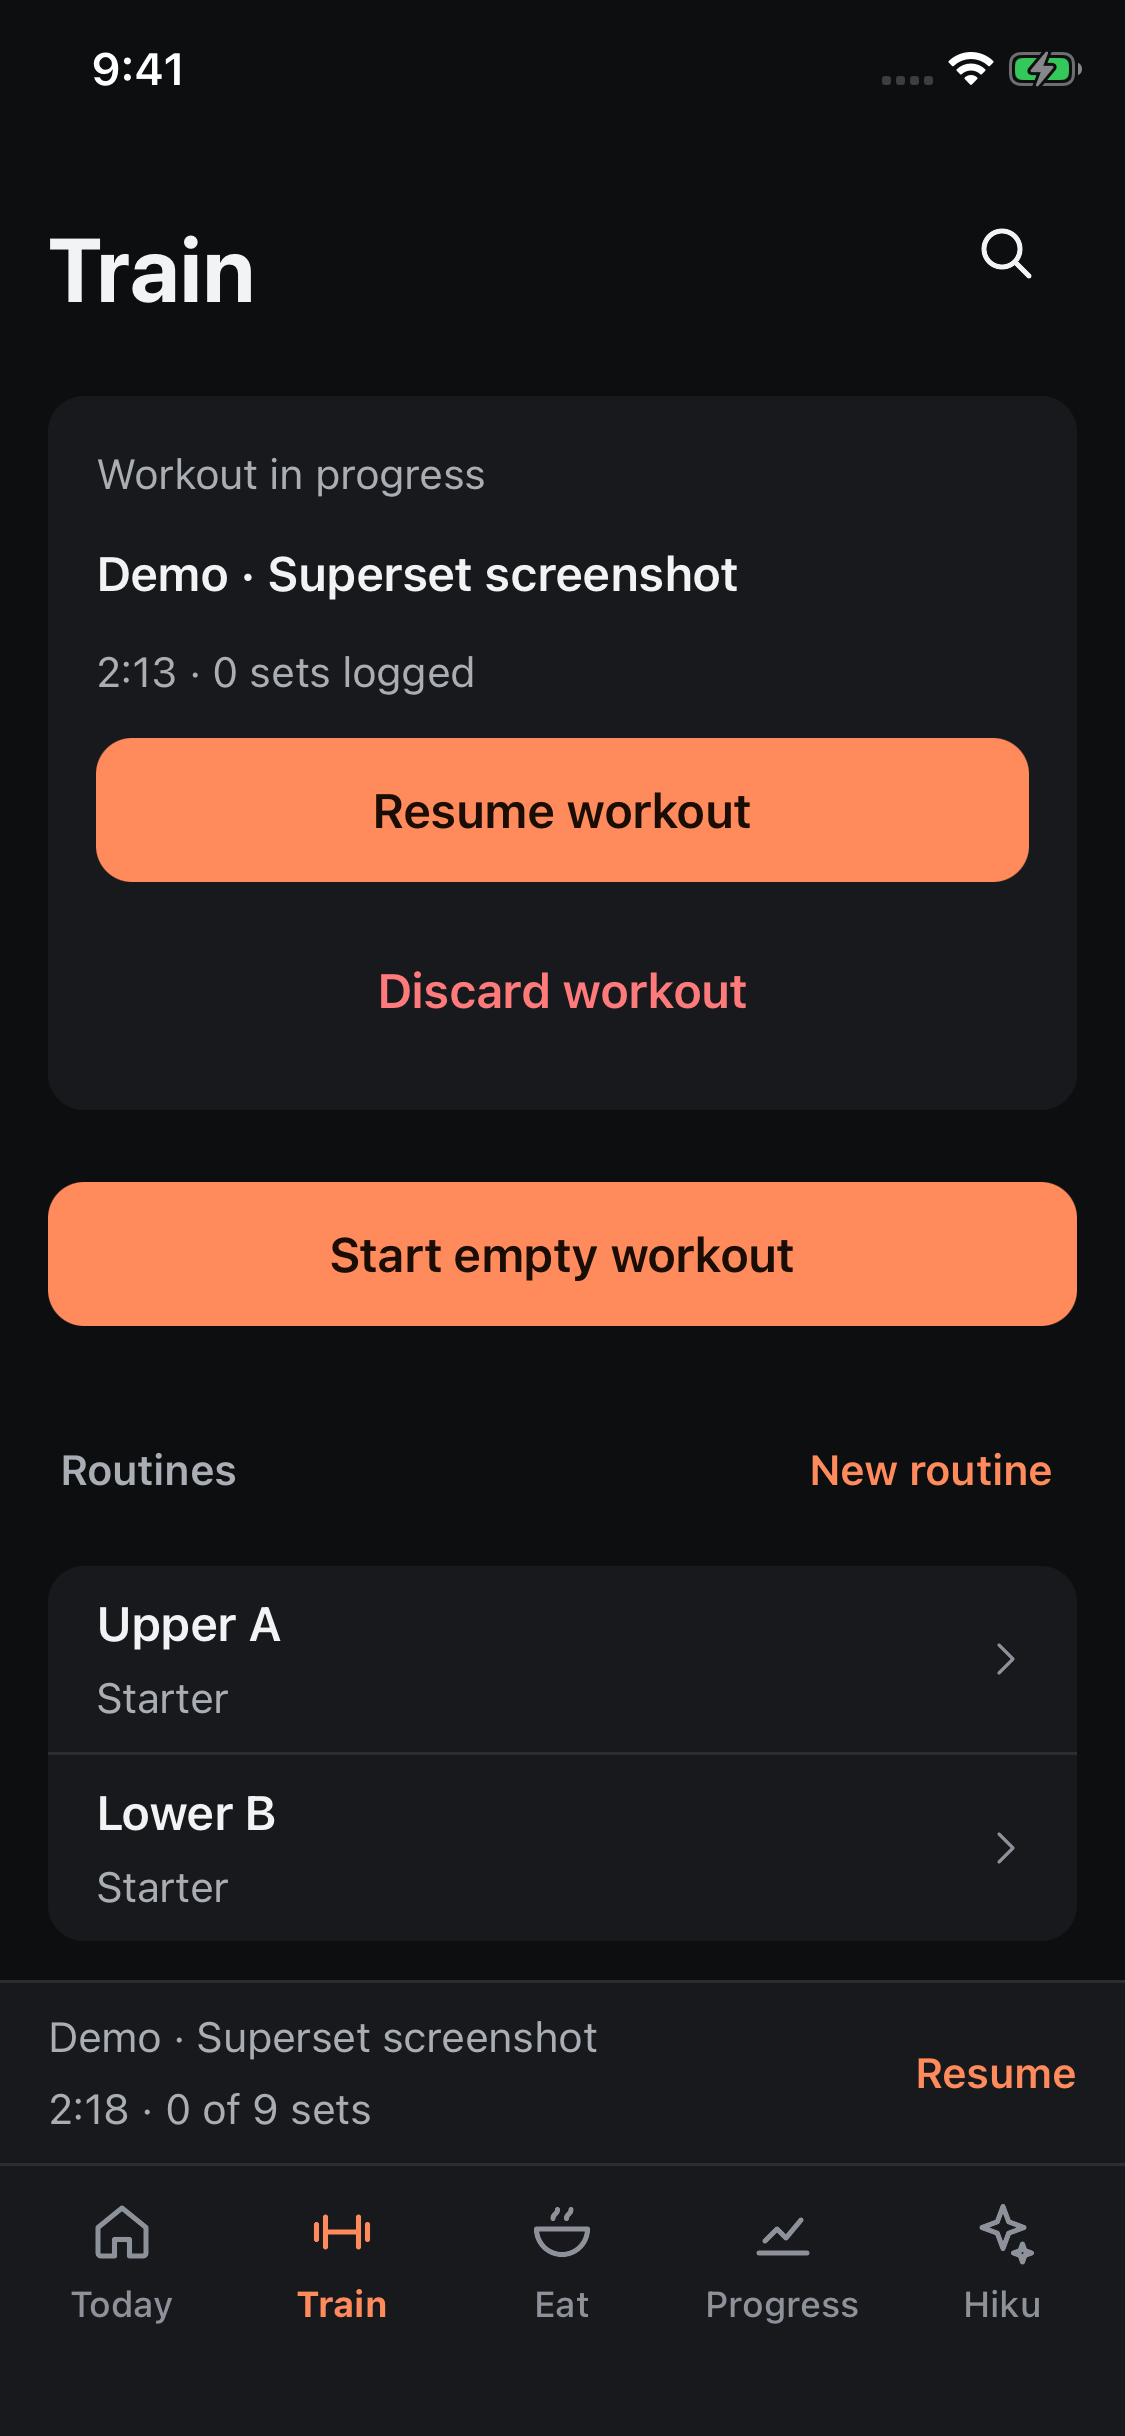 9:41
Train
Workout in progress
Demo · Superset screenshot
2:13 · 0 sets logged
Resume workout
Discard workout
Start empty workout
Routines
New routine
Upper A
Starter
Lower B
Starter
Demo · Superset screenshot
2:18 · 0 of 9 sets
Resume
Today
Train
Eat
Progress
Hiku